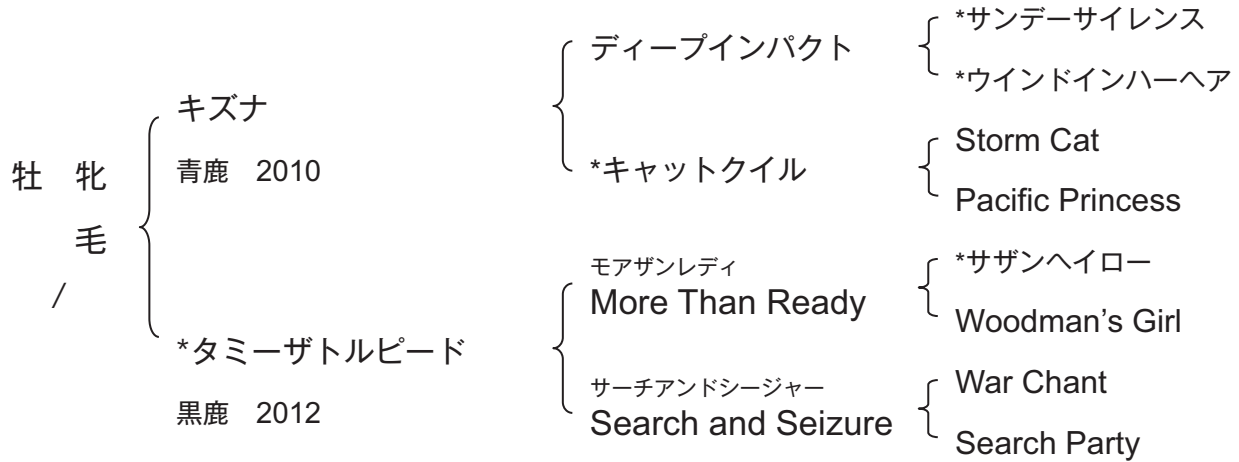 牡 牝
毛
/
キズナ
青鹿 2010
*タミーザトルピード
黒鹿 2012
ディープインパクト
*キャットクイル
モアザンレディ
More Than Ready
サーチアンドシージャー
Search and Seizure
*サンデーサイレンス
*ウインドインハーヘア
Storm Cat
Pacific Princess
*サザンヘイロー
Woodman’s Girl
War Chant
Search Party